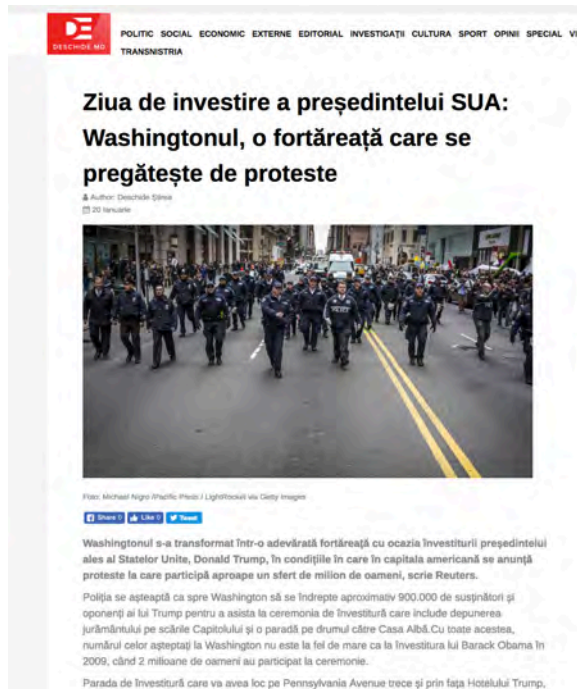 DE
DESCHIDE.MD
POLITIC SOCIAL ECONOMIC EXTERNE EDITORIAL INVESTIGAȚII CULTURA SPORT OPINII SPECIAL VI
TRANSNISTRIA
Ziua de investire a președintelui SUA:
Washingtonul, o fortăreață care se
pregătește de proteste
Author: Deschide Știrea
20 Ianuarie
Foto: Michael Nigro /Pacific Press / LightRocket via Getty Images
Share 0 Like 0 Tweet
Washingtonul s-a transformat într-o adevărată fortăreață cu ocazia învestiturii președintelui
ales al Statelor Unite, Donald Trump, în condițiile în care în capitala americană se anunță
proteste la care participă aproape un sfert de milion de oameni, scrie Reuters.
Poliția se așteaptă ca spre Washington să se îndrepte aproximativ 900.000 de susținători și
oponenți ai lui Trump pentru a asista la ceremonia de învestitură care include depunerea
jurământului pe scările Capitolului și o paradă pe drumul către Casa Albă.Cu toate acestea,
numărul celor așteptați la Washington nu este la fel de mare ca la învestitura lui Barack Obama în
2009, când 2 milioane de oameni au participat la ceremonie.
Parada de învestitură care va avea loc pe Pennsylvania Avenue trece și prin fața Hotelului Trump,